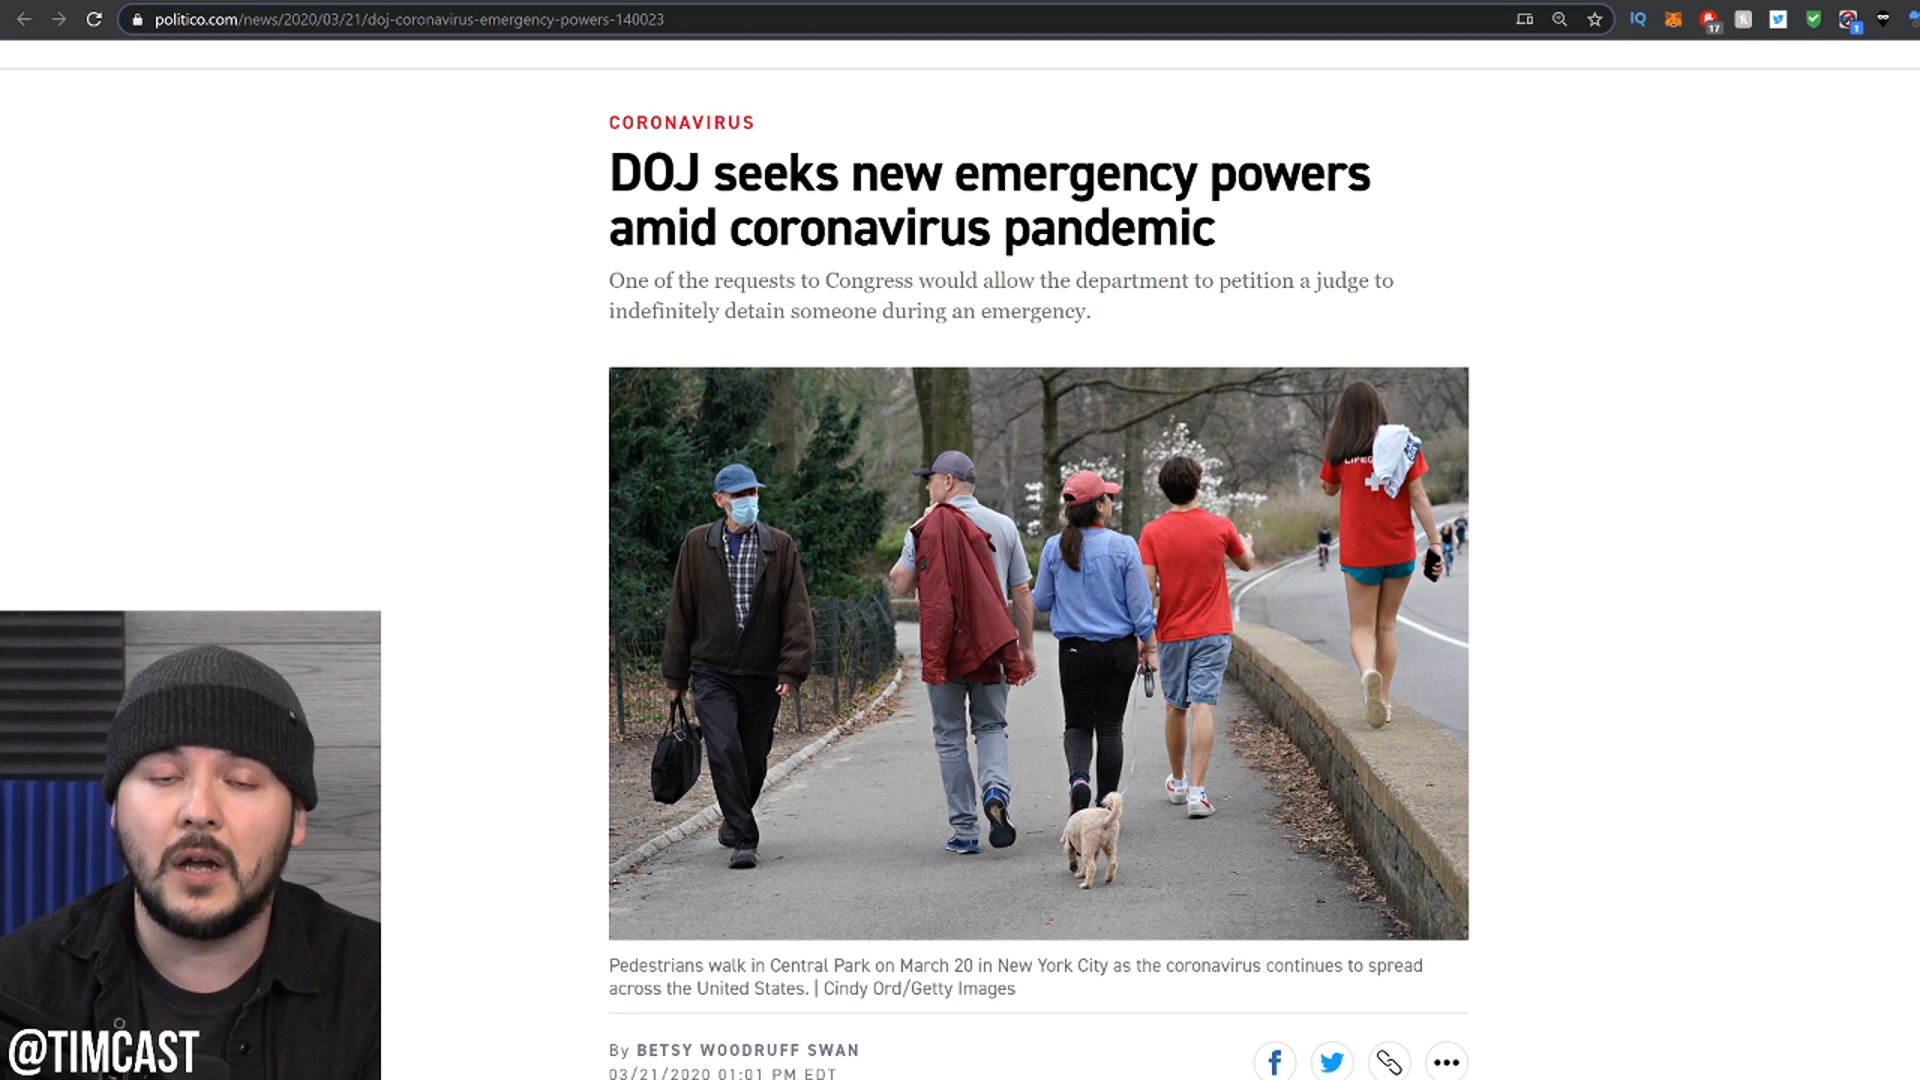 politico.com/news/2020/03/21/doj-coronavirus-emergency-powers-140023
IQ
17
1
CORONAVIRUS
DOJ seeks new emergency powers
amid coronavirus pandemic
One of the requests to Congress would allow the department to petition a judge to
indefinitely detain someone during an emergency.
Pedestrians walk in Central Park on March 20 in New York City as the coronavirus continues to spread
across the United States. | Cindy Ord/Getty Images
By BETSY WOODRUFF SWAN
03/21/2020 01:01 PM EDT
@TIMCAST